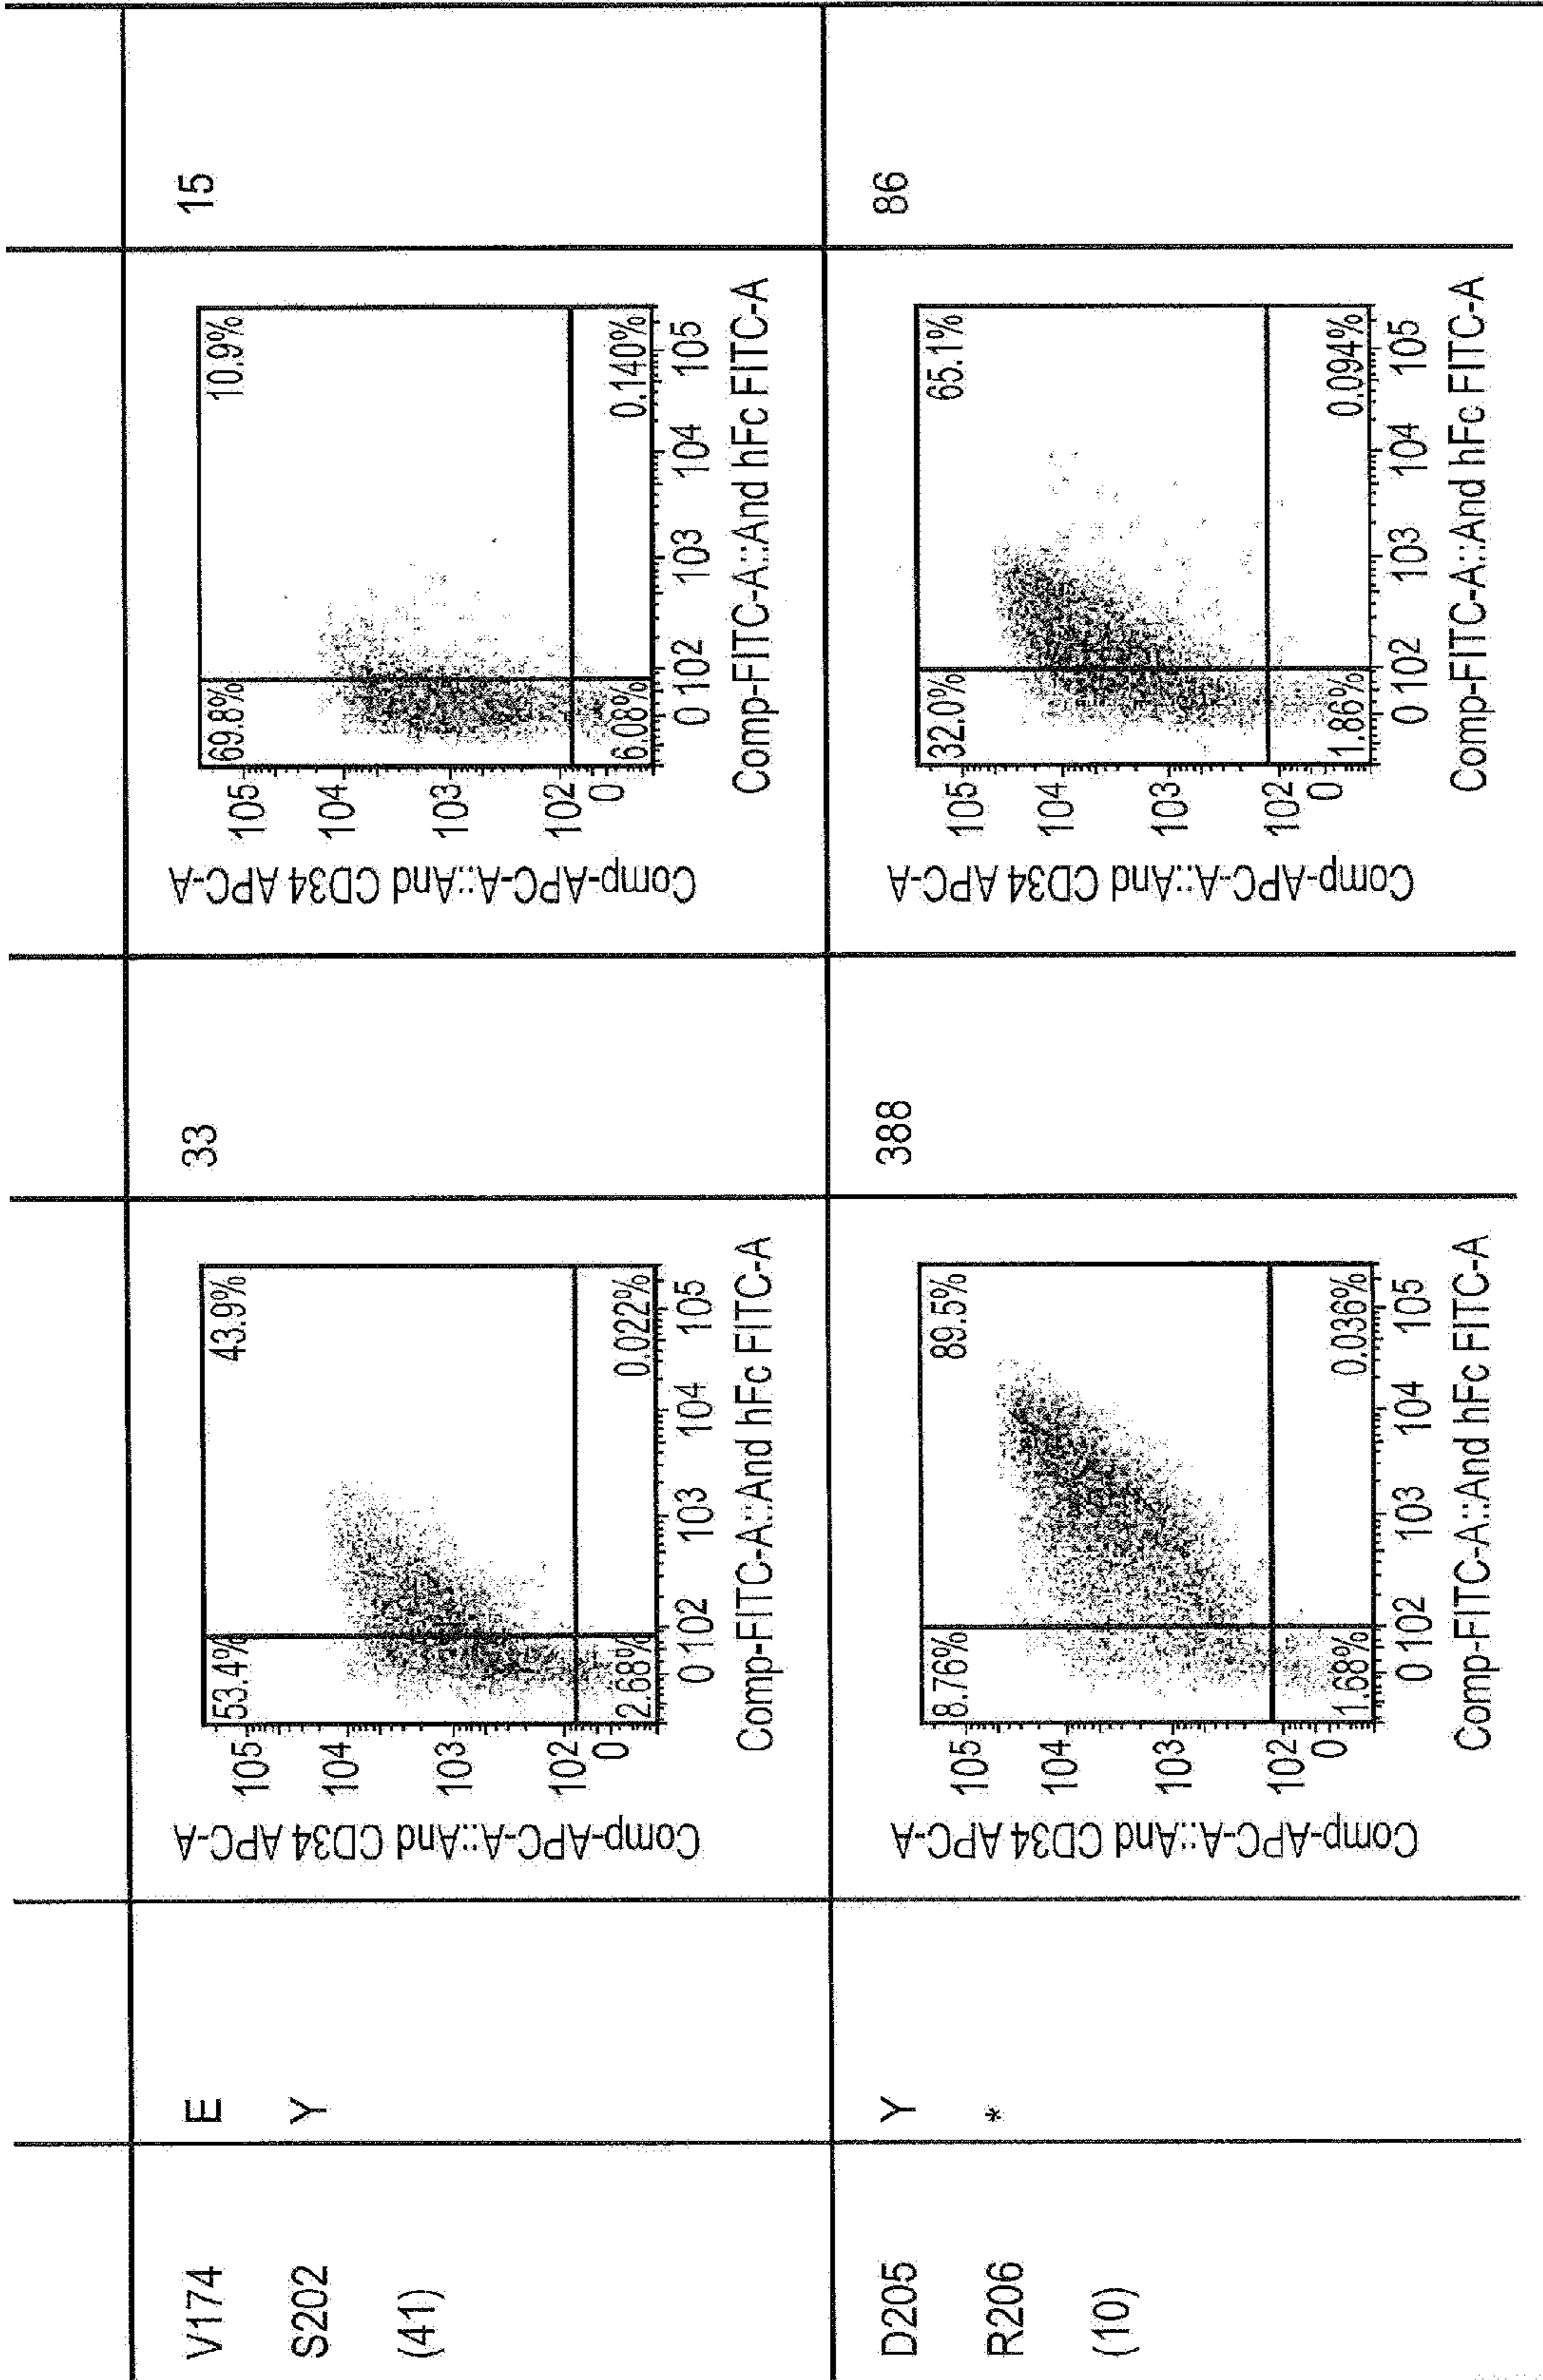 V174
S202
(41)
E
Y
Comp-APC-A::And CD34 APC-A
105
104
103
102
0
53.4%
43.9%
2.68%
0.022%
0 102 103 104 105
Comp-FITC-A::And hFc FITC-A
33
Comp-APC-A::And CD34 APC-A
105
104
103
102
0
69.8%
10.9%
6.08%
0.140%
0 102 103 104 105
Comp-FITC-A::And hFc FITC-A
15
D205
R206
(10)
Y
*
Comp-APC-A::And CD34 APC-A
105
104
103
102
0
8.76%
89.5%
1.68%
0.036%
0 102 103 104 105
Comp-FITC-A::And hFc FITC-A
388
Comp-APC-A::And CD34 APC-A
105
104
103
102
0
32.0%
65.1%
1.86%
0.094%
0 102 103 104 105
Comp-FITC-A::And hFc FITC-A
86